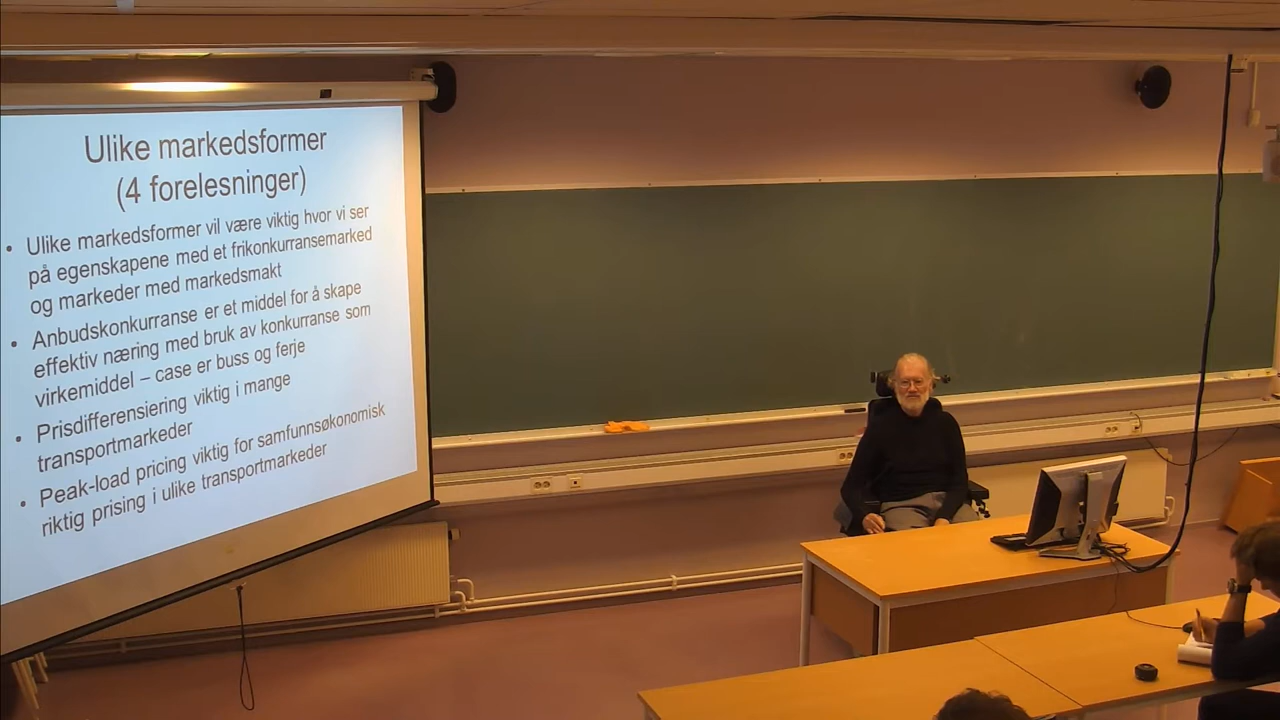 Ulike markedsformer
(4 forelesninger)
• Ulike markedsformer vil være viktig hvor vi ser
på egenskapene med et frikonkurransemarked
og markeder med markedsmakt
• Anbudskonkurranse er et middel for å skape
effektiv næring med bruk av konkurranse som
virkemiddel – case er buss og ferje
• Prisdifferensiering viktig i mange
transportmarkeder
• Peak-load pricing viktig for samfunnsøkonomisk
riktig prising i ulike transportmarkeder